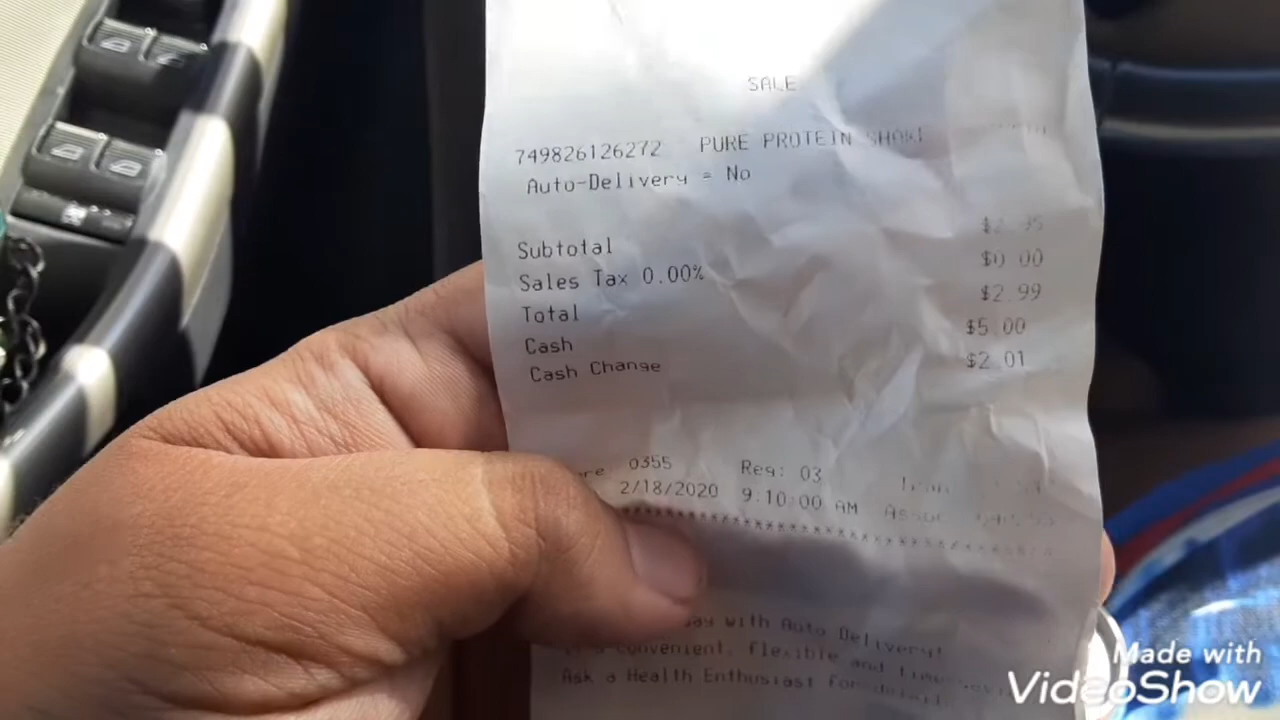 SALE
749826126272 PURE PROTEIN
Auto-Delivery = No
Subtotal
Sales Tax 0.00% $0.00
Total $2.99
Cash $5.00
Cash Change $2.01
0355 Reg: 03
2/18/2020 9:10:00 AM
with Auto Delivery!
convenient, flexible and
Ask a Health Enthusiast for
Made with
VideoShow